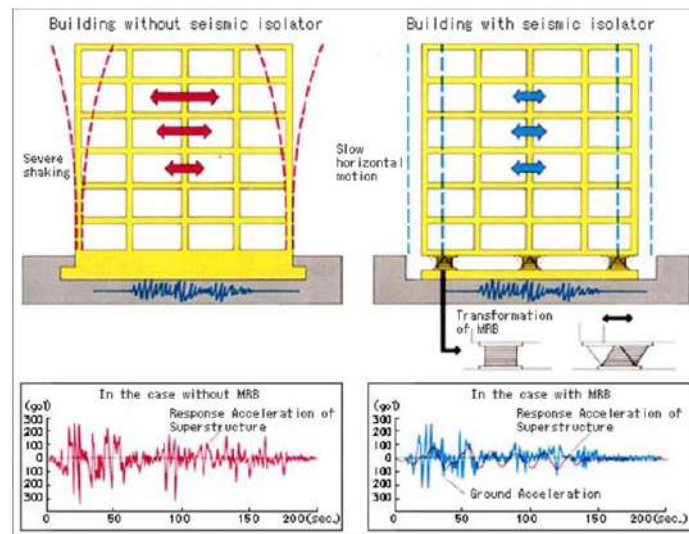 Building without seismic isolator
Building with seismic isolator
Severe
shaking
Slow
horizontal
motion
Transformation
of MRB
In the case without MRB
(gol)
Response Acceleration of
Superstructure
300
200
100
0
100
200
300
0
50
100
150
200(sec.)
In the case with MRB
(gol)
Response Acceleration of
Superstructure
Ground Acceleration
300
200
100
0
100
200
300
0
50
100
150
200(sec.)